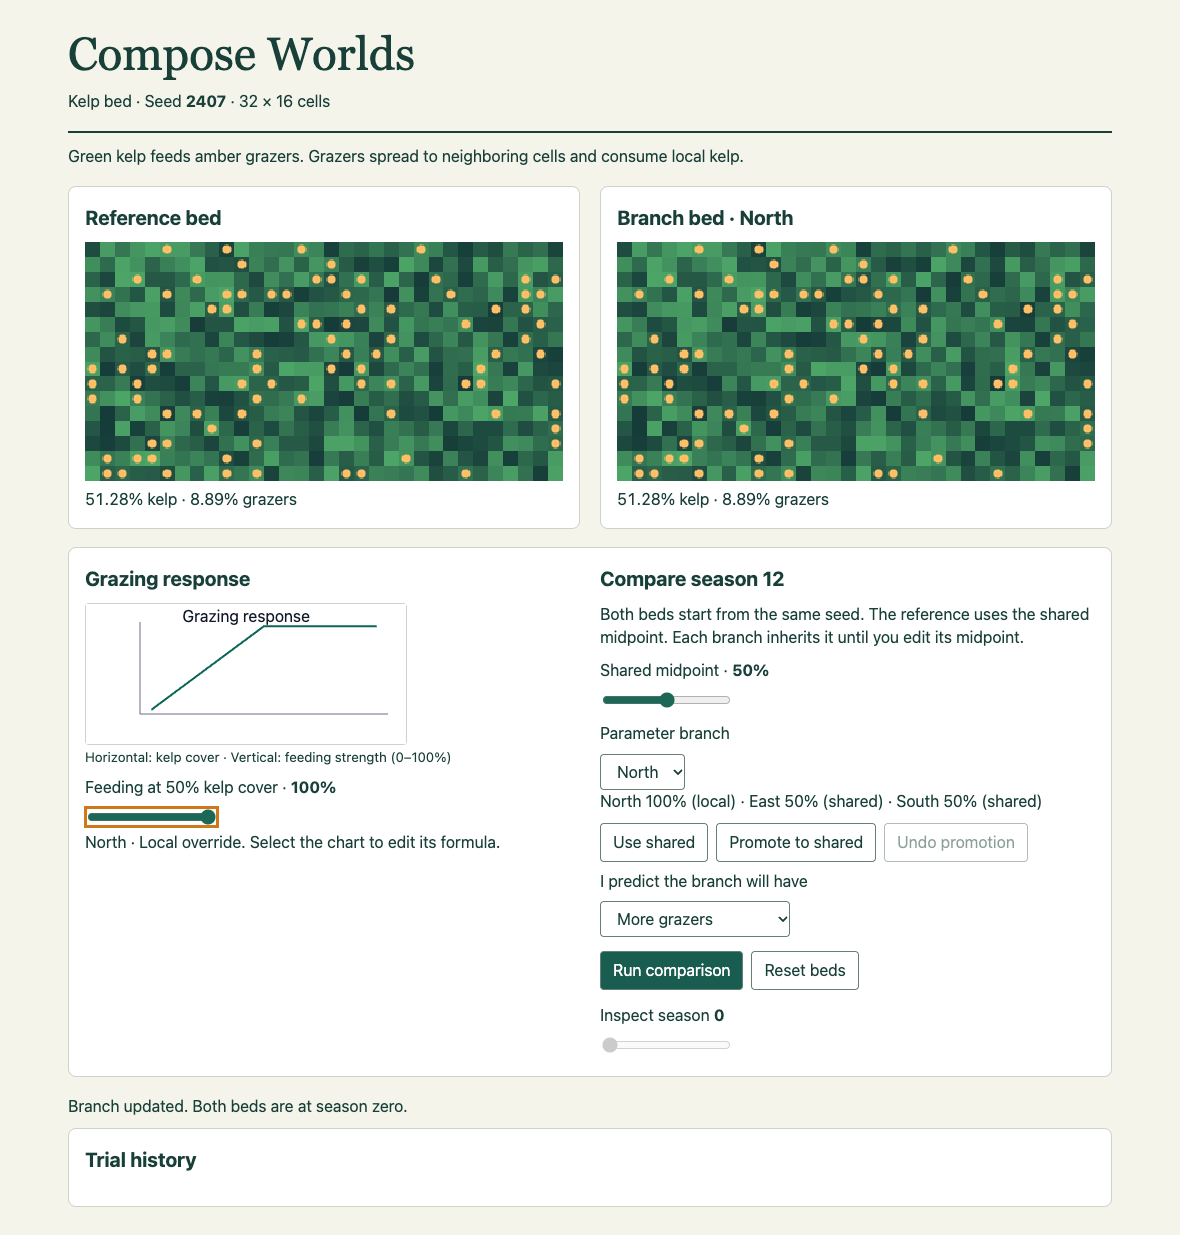 Compose Worlds
Kelp bed · Seed 2407 · 32 × 16 cells
Green kelp feeds amber grazers. Grazers spread to neighboring cells and consume local kelp.
Reference bed
51.28% kelp · 8.89% grazers
Branch bed · North
51.28% kelp · 8.89% grazers
Grazing response
Grazing response
Horizontal: kelp cover · Vertical: feeding strength (0–100%)
Feeding at 50% kelp cover · 100%
North · Local override. Select the chart to edit its formula.
Compare season 12
Both beds start from the same seed. The reference uses the shared
midpoint. Each branch inherits it until you edit its midpoint.
Shared midpoint · 50%
Parameter branch
North
North 100% (local) · East 50% (shared) · South 50% (shared)
Use shared
Promote to shared
Undo promotion
I predict the branch will have
More grazers
Run comparison
Reset beds
Inspect season 0
Branch updated. Both beds are at season zero.
Trial history